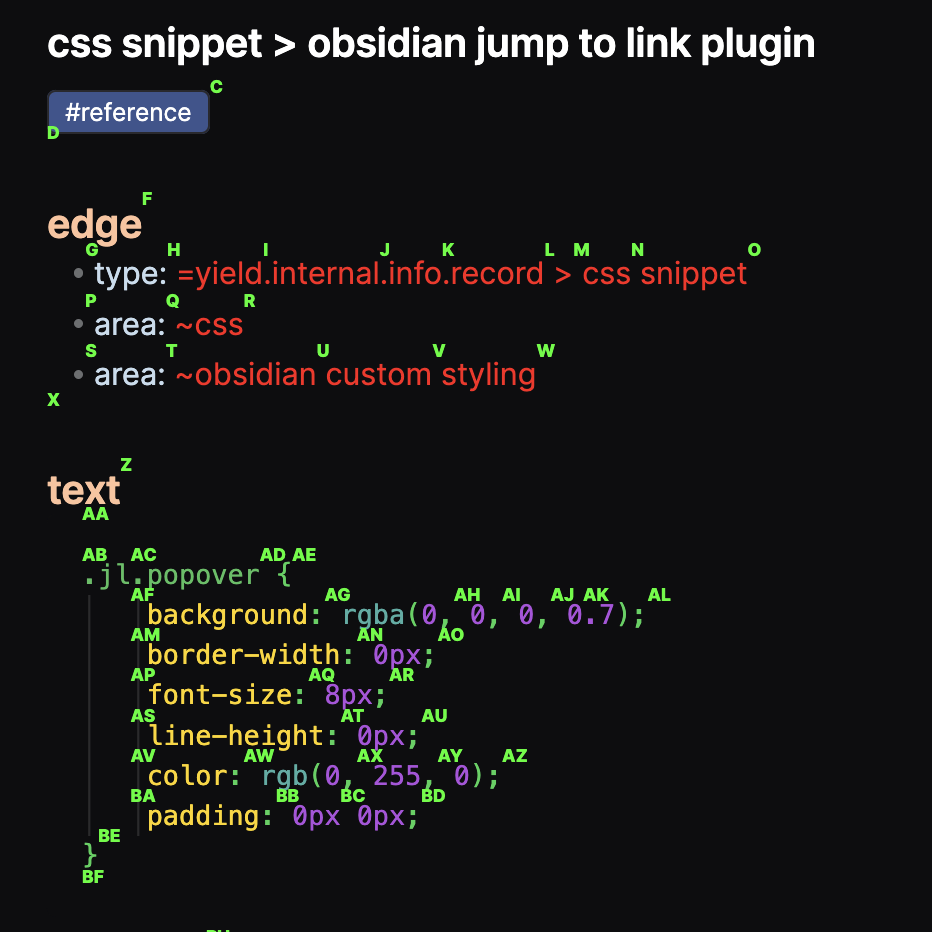 css snippet > obsidian jump to link plugin
C
#reference
D
F
edge
G H I J K L M N O
• type: =yield.internal.info.record > css snippet
P Q R
• area: ~css
S T U V W
• area: ~obsidian custom styling
X
Z
text
AA
AB AC AD AE
.jl.popover {
AF AG AH AI AJ AK AL
background: rgba(0, 0, 0, 0.7);
AM AN AO
border-width: 0px;
AP AQ AR
font-size: 8px;
AS AT AU
line-height: 0px;
AV AW AX AY AZ
color: rgb(0, 255, 0);
BA BB BC BD
padding: 0px 0px;
BE
}
BF